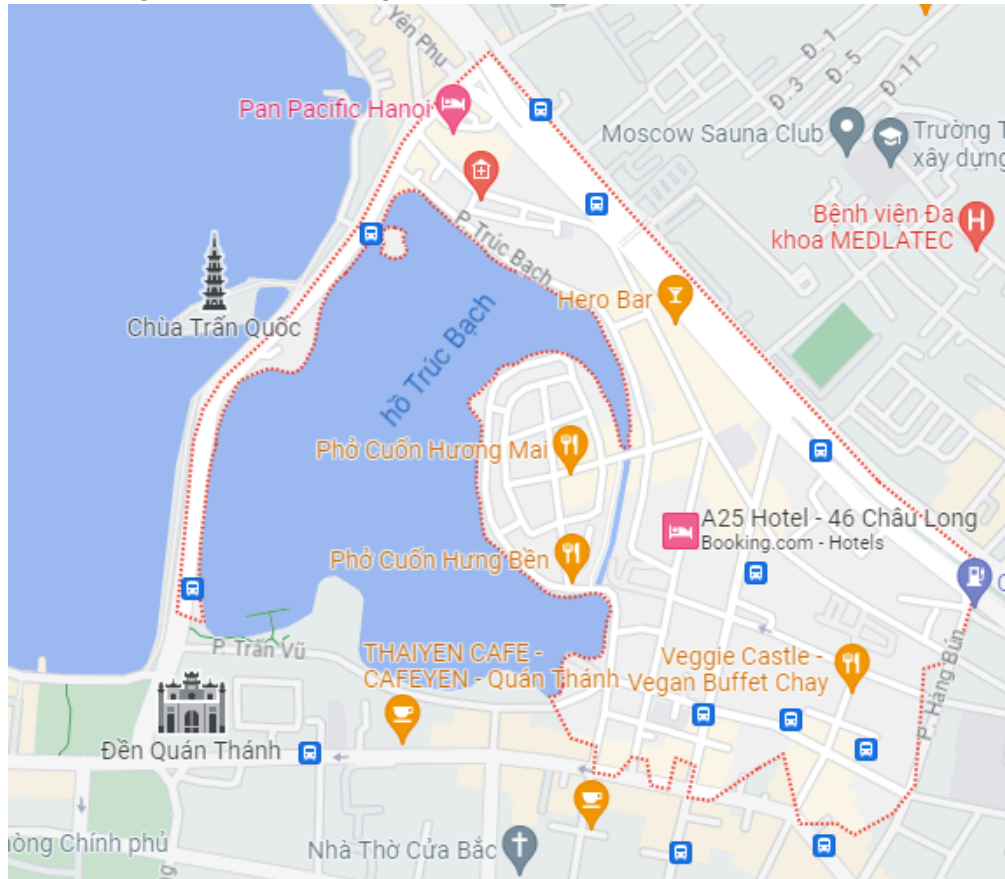 Yên Phụ
Đ.1
Đ.3
Đ.5
Đ.11
Pan Pacific Hanoi
Moscow Sauna Club
Trường T
xây dựng
P. Trúc Bạch
Bệnh viện Đa
khoa MEDLATEC
Hero Bar
Chùa Trấn Quốc
hồ Trúc Bạch
Phở Cuốn Hương Mai
A25 Hotel - 46 Châu Long
Booking.com - Hotels
Phở Cuốn Hưng Bền
P. Trấn Vũ
THAIYEN CAFE -
CAFEYEN - Quán Thánh
Veggie Castle -
Vegan Buffet Chay
P. Hàng Bún
Đền Quán Thánh
hòng Chính phủ
Nhà Thờ Cửa Bắc